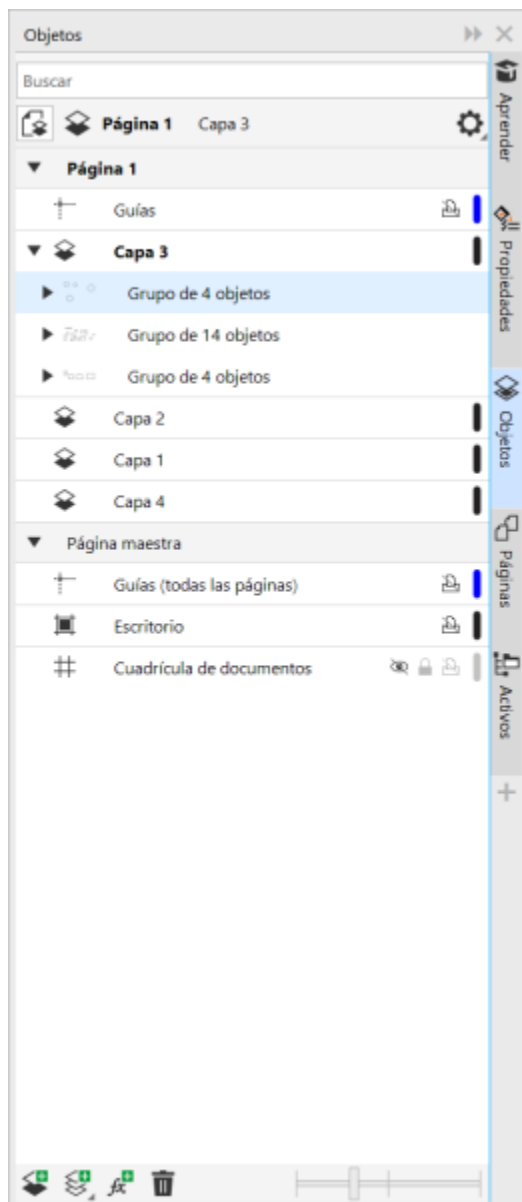 Objetos
Buscar
Página 1 Capa 3
Página 1
Guías
Capa 3
Grupo de 4 objetos
Grupo de 14 objetos
Grupo de 4 objetos
Capa 2
Capa 1
Capa 4
Página maestra
Guías (todas las páginas)
Escritorio
Cuadrícula de documentos
Aprender
Propiedades
Objetos
Páginas
Activos